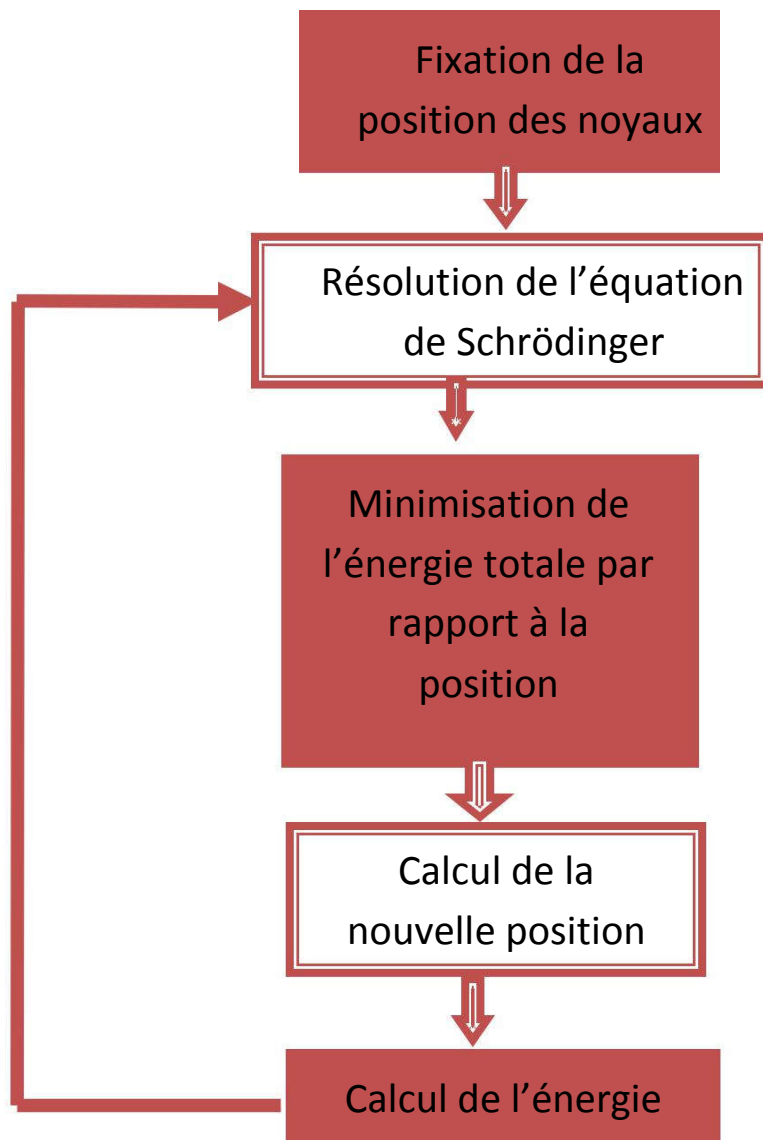 Fixation de la
position des noyaux
Résolution de l’équation
de Schrödinger
Minimisation de
l’énergie totale par
rapport à la
position
Calcul de la
nouvelle position
Calcul de l’énergie